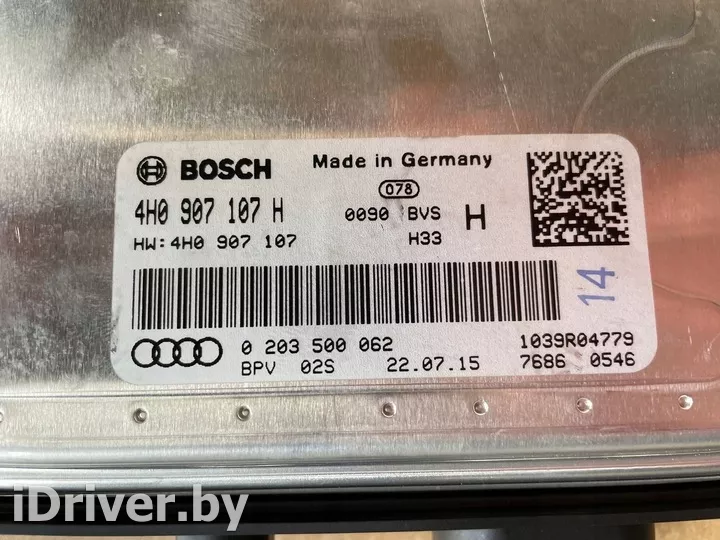 BOSCH Made in Germany
078
4H0 907 107 H 0090 BVS H
HW:4H0 907 107 H33
14
0 203 500 062 1039R04779
BPV 02S 22.07.15 7686 0546
iDriver.by